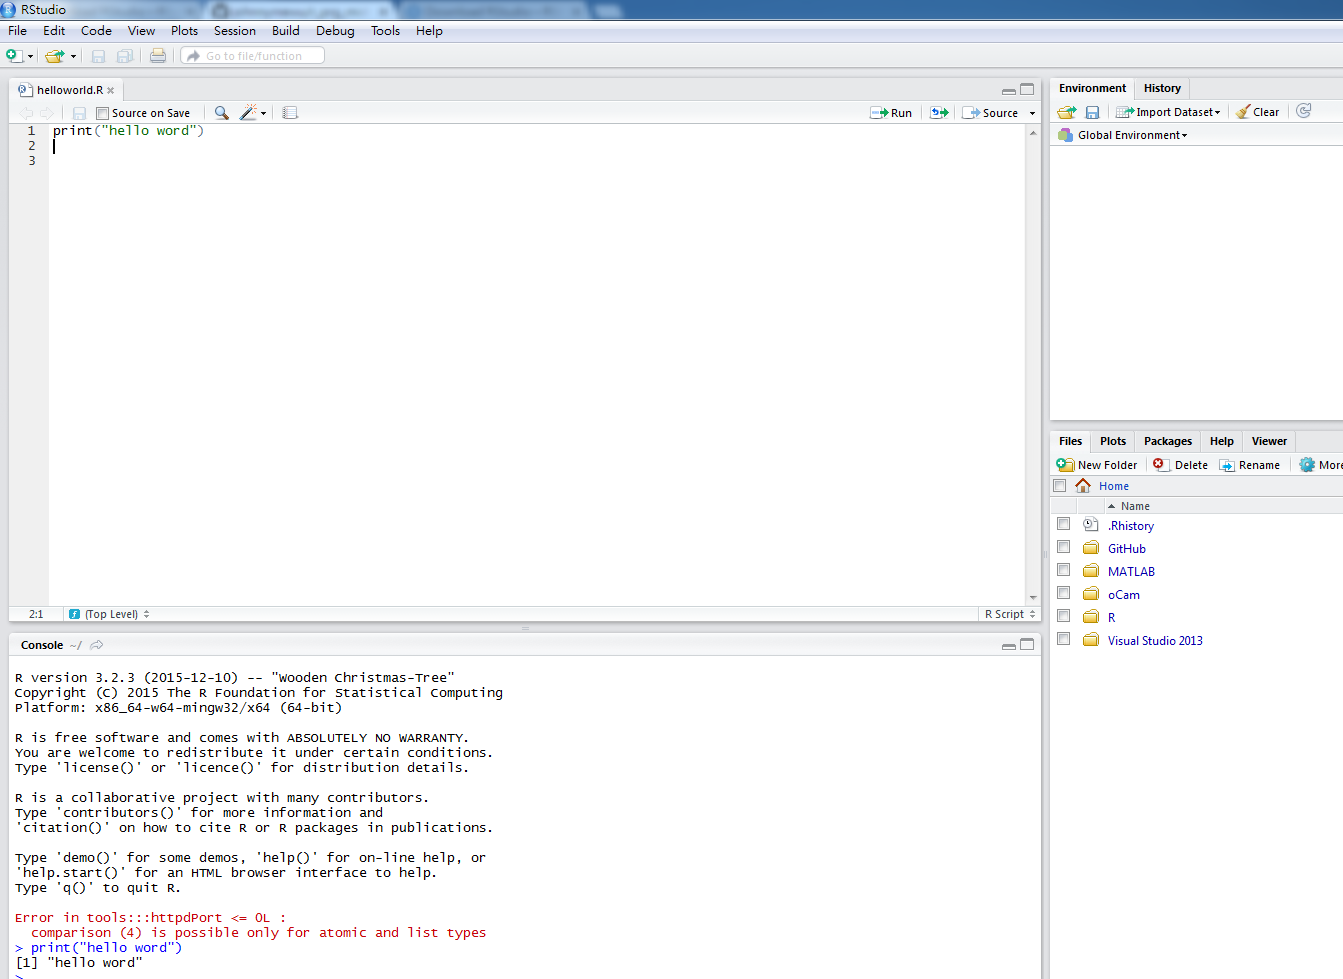 RStudio
File Edit Code View Plots Session Build Debug Tools Help
Go to file/function
helloworld.R
Source on Save Run Source
1 print("hello word")
2
3
2:1 (Top Level) R Script
Console ~/
R version 3.2.3 (2015-12-10) -- "Wooden Christmas-Tree"
Copyright (C) 2015 The R Foundation for Statistical Computing
Platform: x86_64-w64-mingw32/x64 (64-bit)
R is free software and comes with ABSOLUTELY NO WARRANTY.
You are welcome to redistribute it under certain conditions.
Type 'license()' or 'licence()' for distribution details.
R is a collaborative project with many contributors.
Type 'contributors()' for more information and
'citation()' on how to cite R or R packages in publications.
Type 'demo()' for some demos, 'help()' for on-line help, or
'help.start()' for an HTML browser interface to help.
Type 'q()' to quit R.
Error in tools:::httpdPort <= 0L :
comparison (4) is possible only for atomic and list types
> print("hello word")
[1] "hello word"
>
Environment History
Import Dataset Clear
Global Environment
Files Plots Packages Help Viewer
New Folder Delete Rename More
Home
Name
.Rhistory
GitHub
MATLAB
oCam
R
Visual Studio 2013